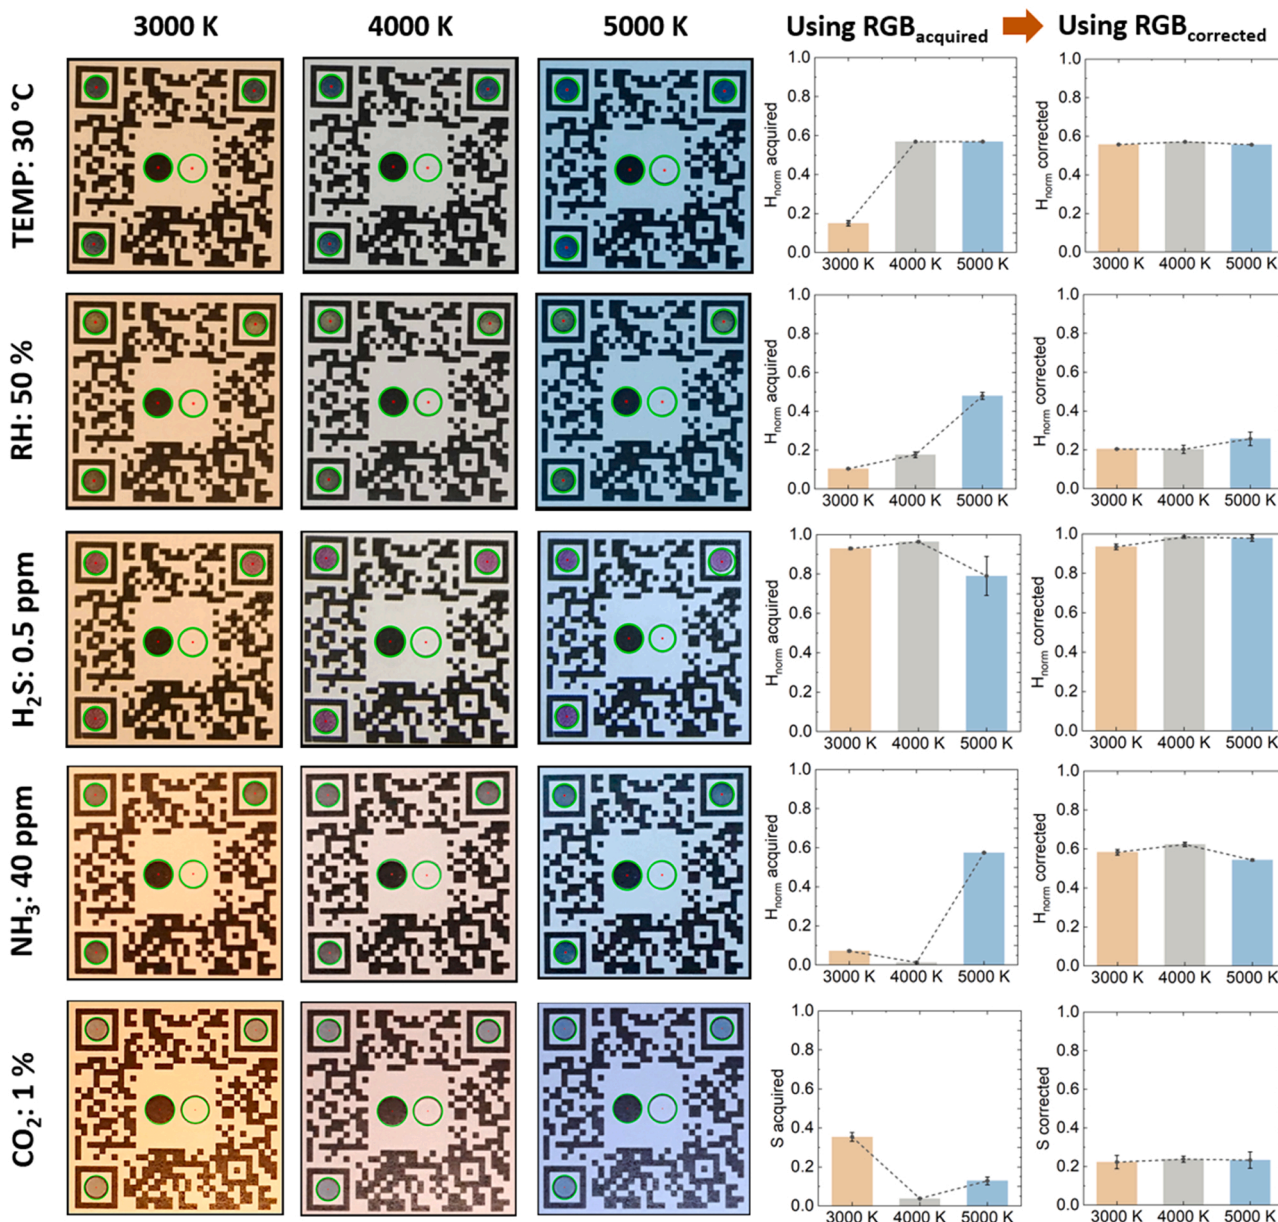 3000 K 4000 K 5000 K Using RGBacquired Using RGBcorrected
TEMP: 30 °C
1.0
0.8
0.6
0.4
0.2
0.0
Hnorm acquired
3000 K 4000 K 5000 K
1.0
0.8
0.6
0.4
0.2
0.0
Hnorm corrected
3000 K 4000 K 5000 K
RH: 50 %
1.0
0.8
0.6
0.4
0.2
0.0
Hnorm acquired
3000 K 4000 K 5000 K
1.0
0.8
0.6
0.4
0.2
0.0
Hnorm corrected
3000 K 4000 K 5000 K
H2S: 0.5 ppm
1.0
0.8
0.6
0.4
0.2
0.0
Hnorm acquired
3000 K 4000 K 5000 K
1.0
0.8
0.6
0.4
0.2
0.0
Hnorm corrected
3000 K 4000 K 5000 K
NH3: 40 ppm
1.0
0.8
0.6
0.4
0.2
0.0
Hnorm acquired
3000 K 4000 K 5000 K
1.0
0.8
0.6
0.4
0.2
0.0
Hnorm corrected
3000 K 4000 K 5000 K
CO2: 1 %
1.0
0.8
0.6
0.4
0.2
0.0
S acquired
3000 K 4000 K 5000 K
1.0
0.8
0.6
0.4
0.2
0.0
S corrected
3000 K 4000 K 5000 K